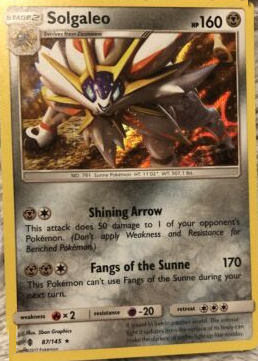 STAGE 2 Solgaleo HP 160
Evolves from Cosmoem
NO. 791 Sunne Pokémon HT: 11'02" WT: 507.1 lbs.
Shining Arrow
This attack does 50 damage to 1 of your opponent's
Pokémon. (Don't apply Weakness and Resistance for
Benched Pokémon.)
Fangs of the Sunne 170
This Pokémon can't use Fangs of the Sunne during your
next turn.
weakness × 2 resistance -20 retreat
Illus. 5ban Graphics
87/145 ★
©2017 Pokémon